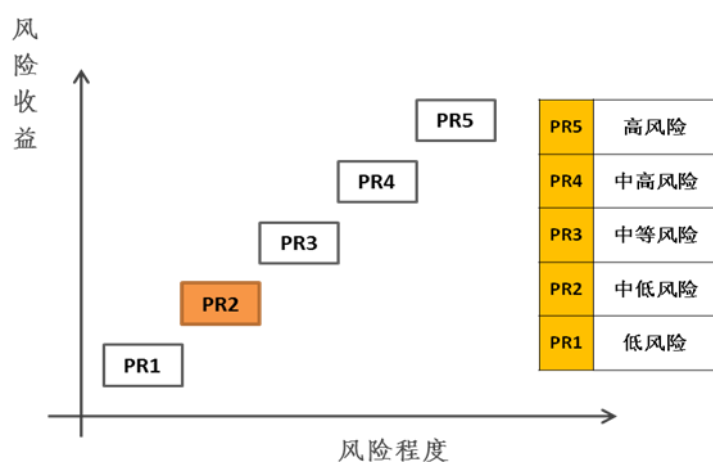 风险收益
PR5
PR4
PR3
PR2
PR1
风险程度
PR5 高风险
PR4 中高风险
PR3 中等风险
PR2 中低风险
PR1 低风险